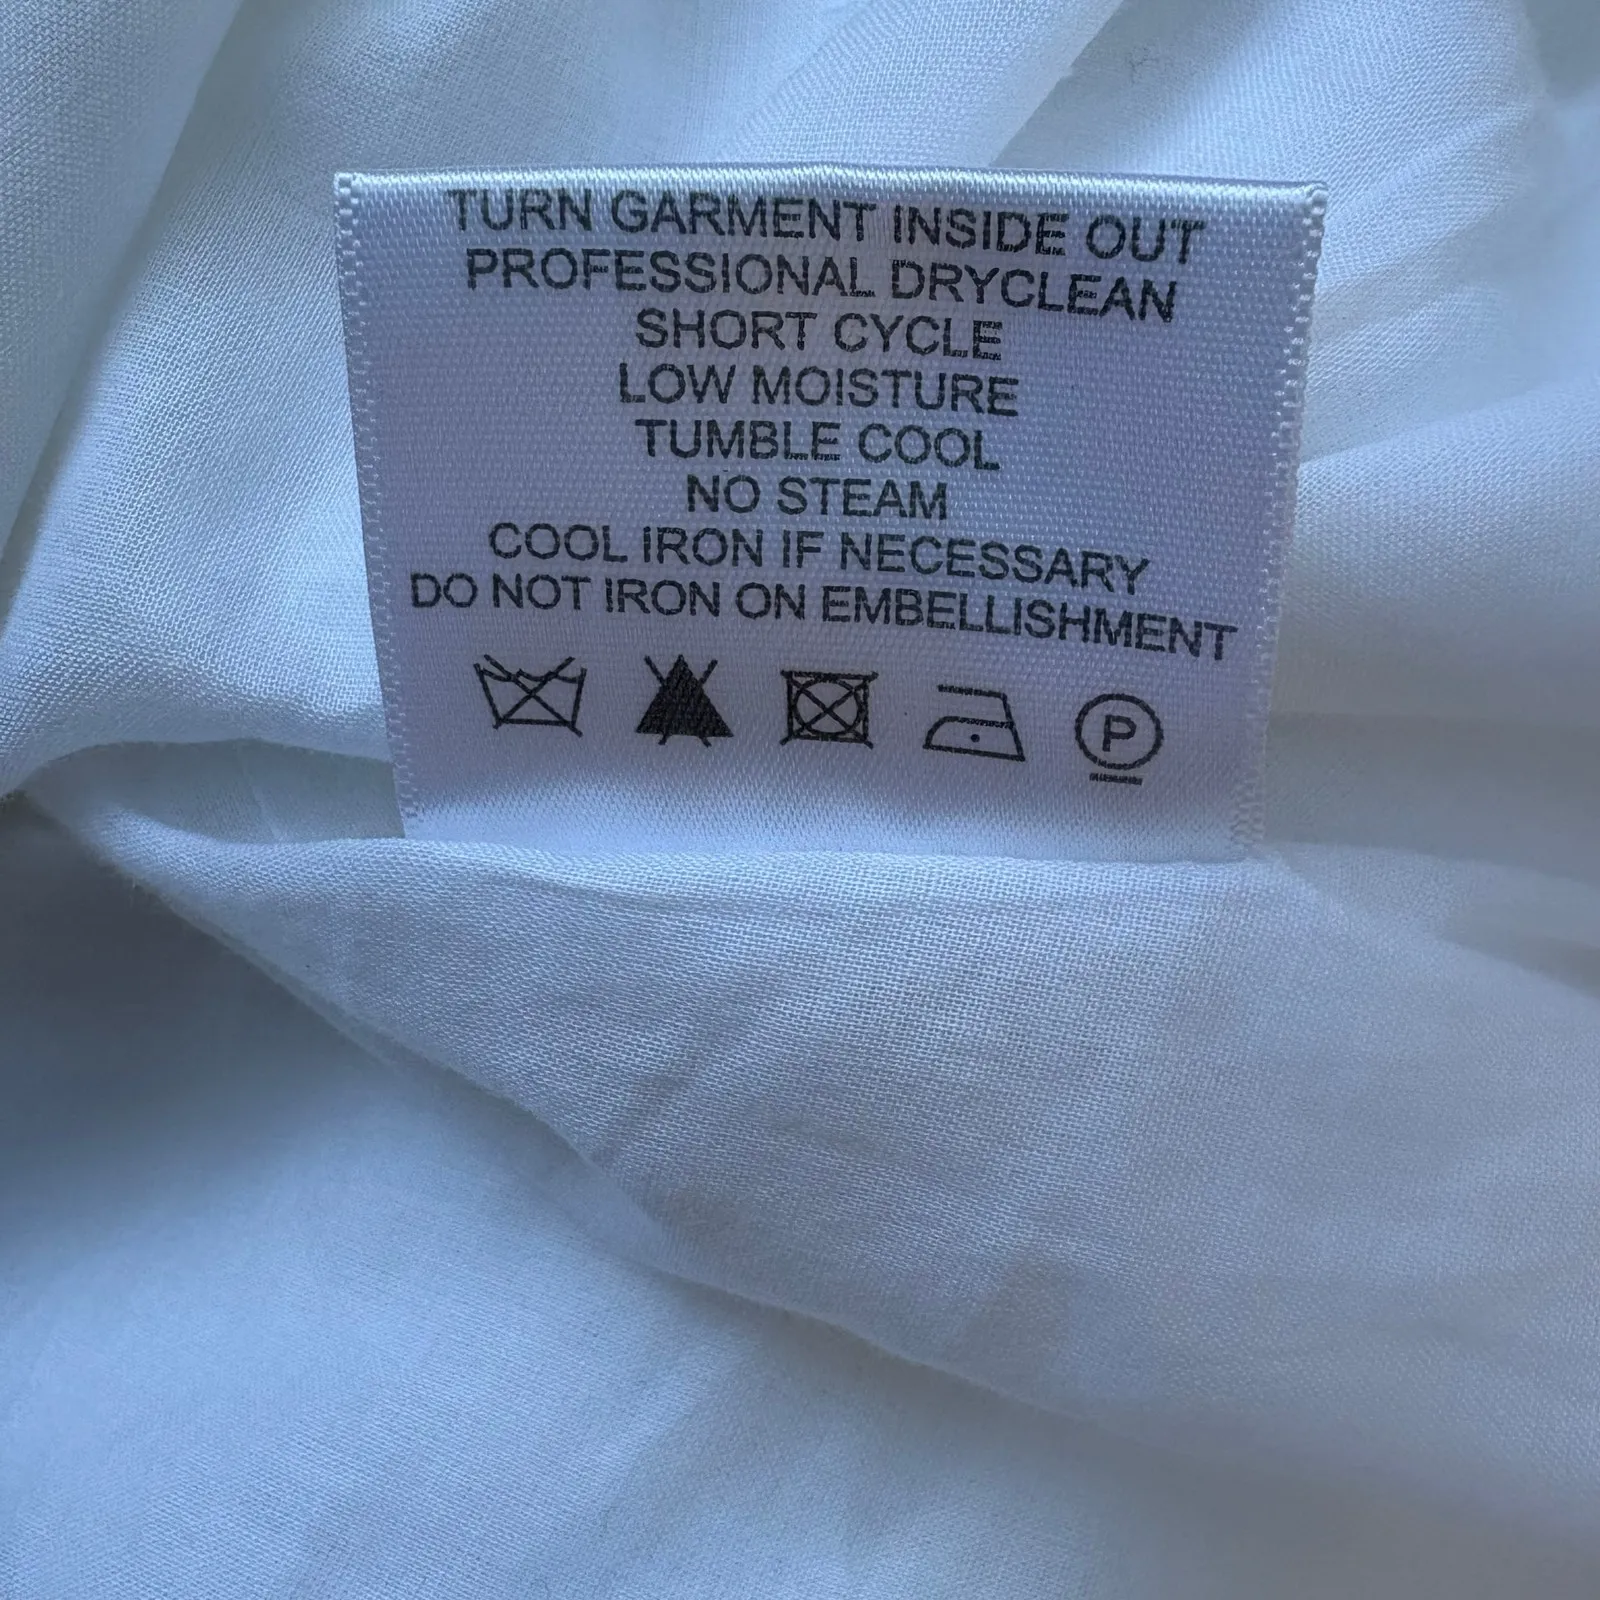 TURN GARMENT INSIDE OUT
PROFESSIONAL DRYCLEAN
SHORT CYCLE
LOW MOISTURE
TUMBLE COOL
NO STEAM
COOL IRON IF NECESSARY
DO NOT IRON ON EMBELLISHMENT
P